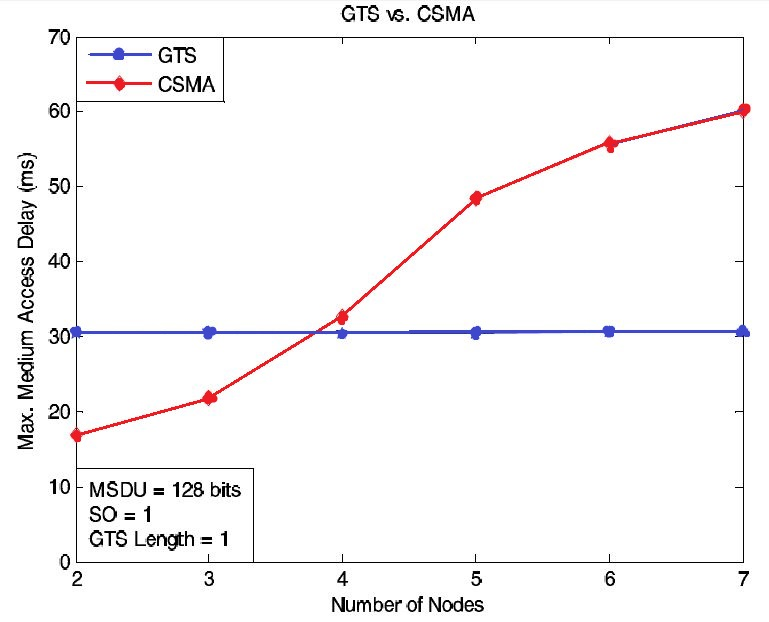 GTS vs. CSMA
70
GTS
CSMA
60
50
40
30
20
10
0
Max. Medium Access Delay (ms)
MSDU = 128 bits
SO = 1
GTS Length = 1
2 3 4 5 6 7
Number of Nodes